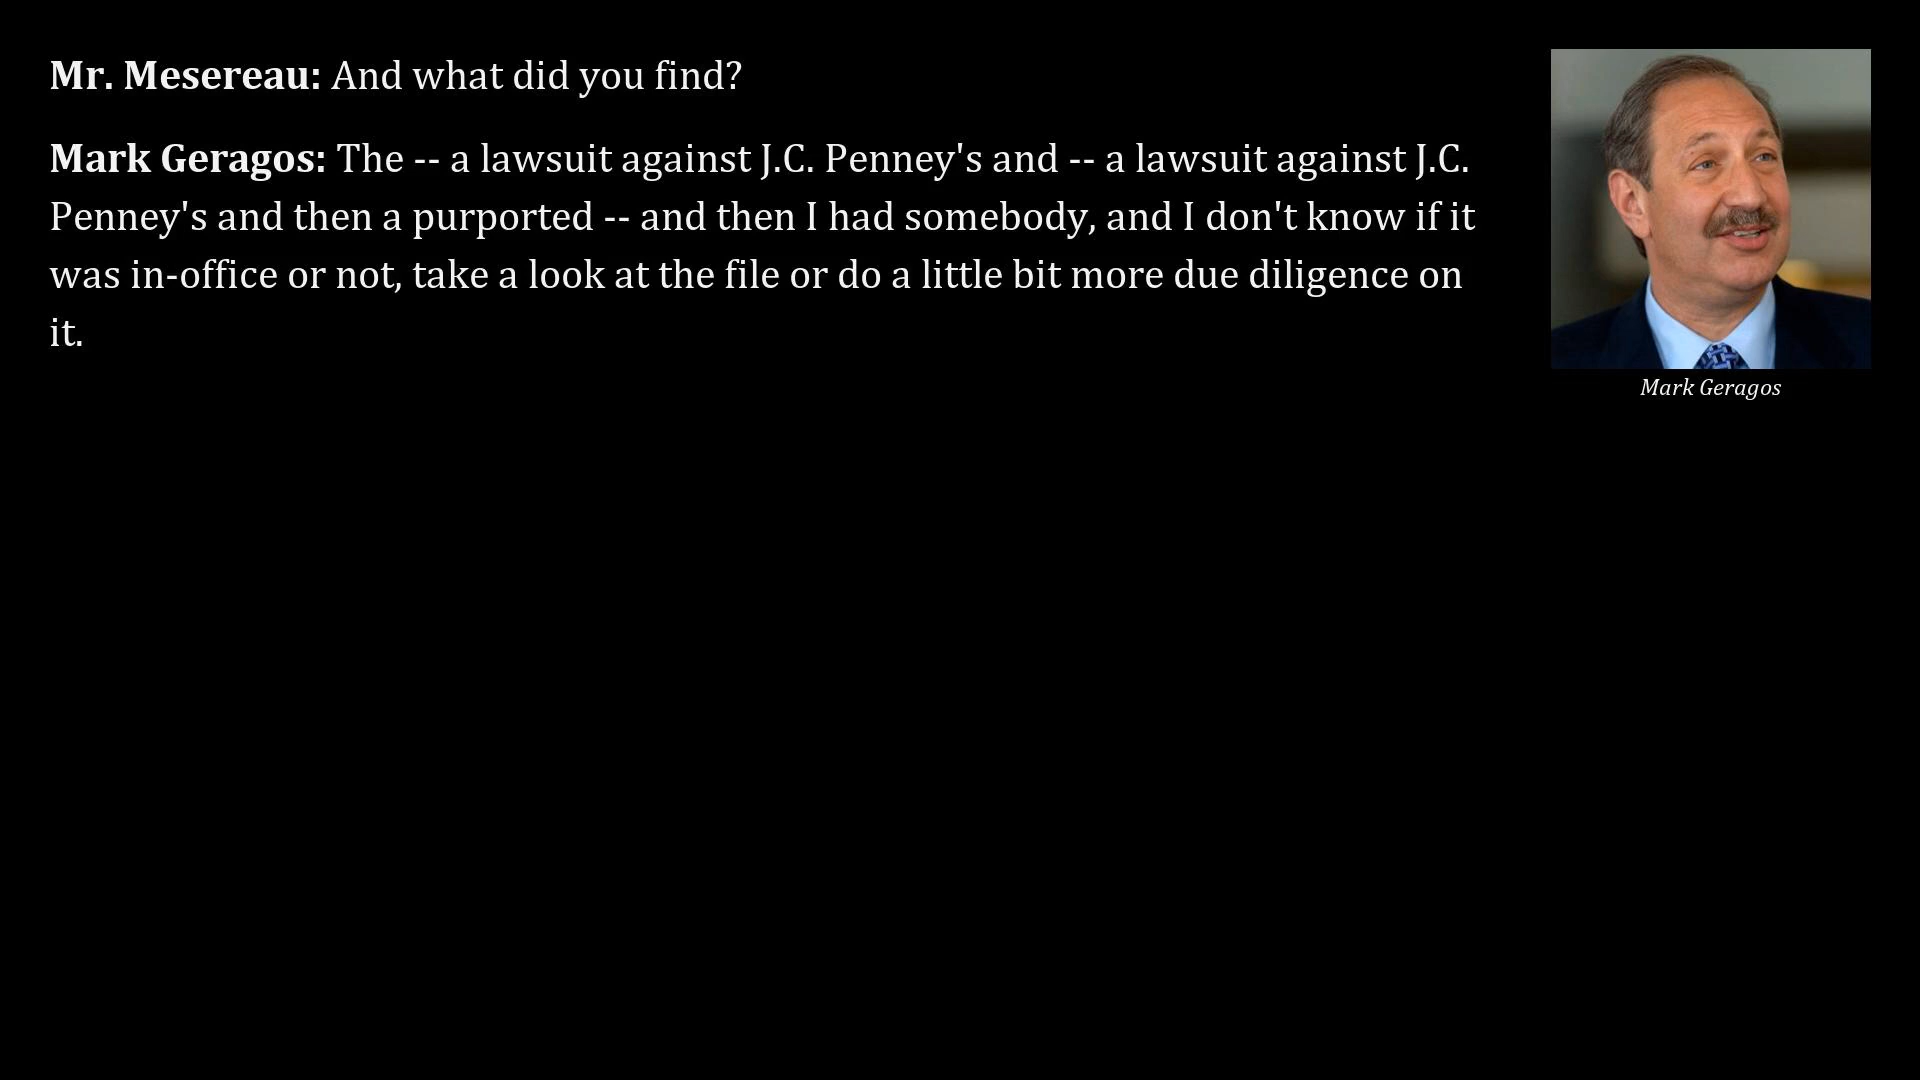 Mr. Mesereau: And what did you find?
Mark Geragos: The -- a lawsuit against J.C. Penney's and -- a lawsuit against J.C.
Penney's and then a purported -- and then I had somebody, and I don't know if it
was in-office or not, take a look at the file or do a little bit more due diligence on
it.
Mark Geragos